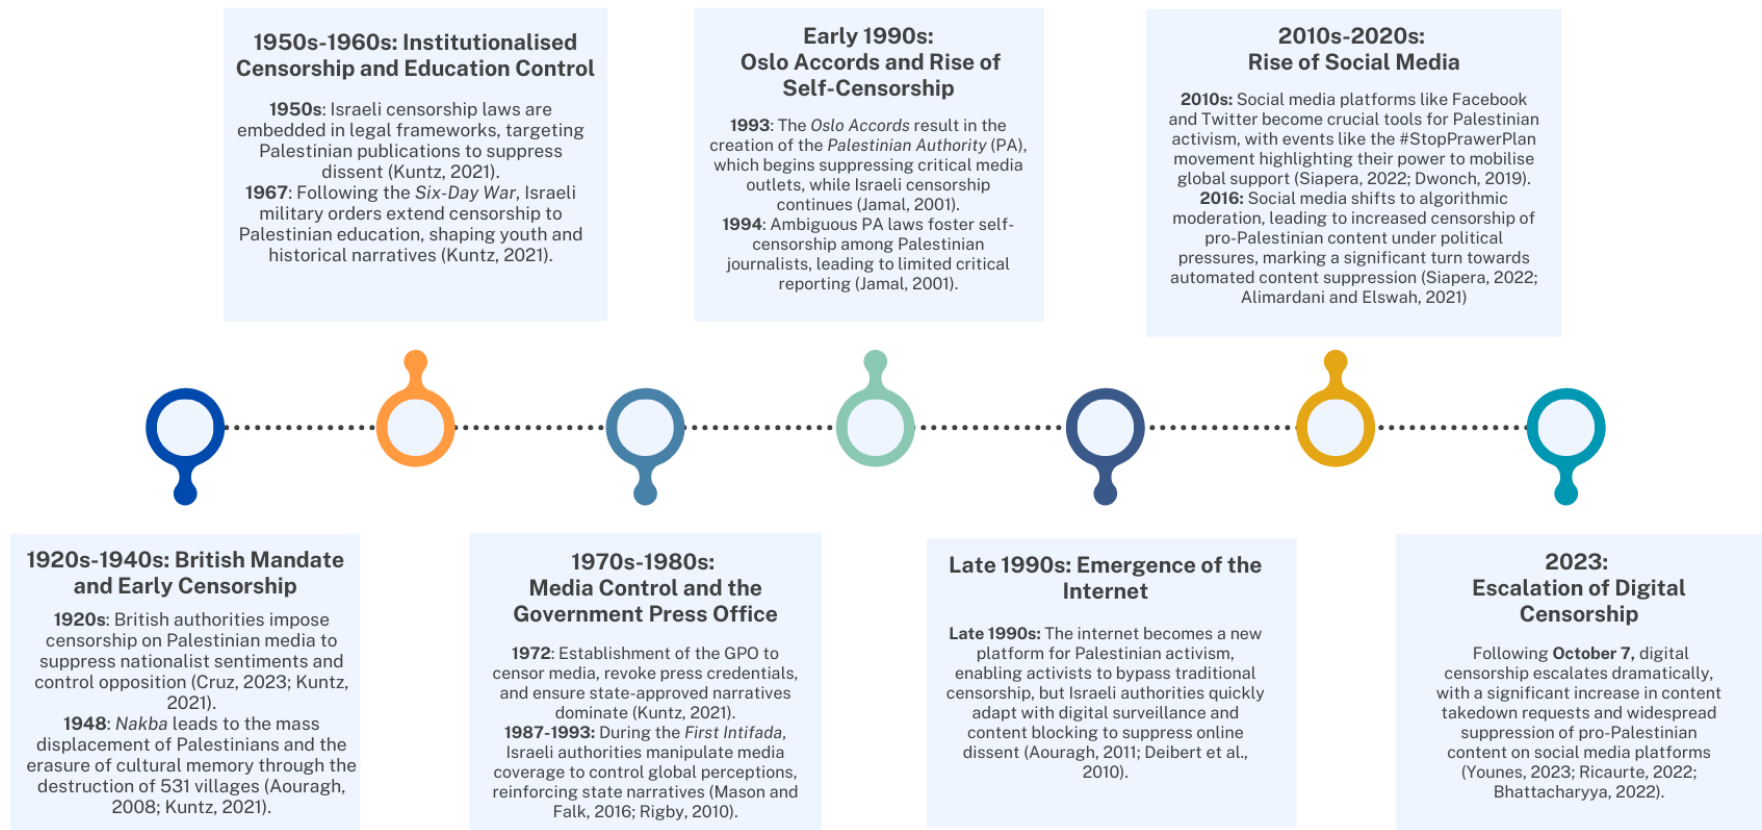 1950s-1960s: Institutionalised
Censorship and Education Control
1950s: Israeli censorship laws are
embedded in legal frameworks, targeting
Palestinian publications to suppress
dissent (Kuntz, 2021).
1967: Following the Six-Day War, Israeli
military orders extend censorship to
Palestinian education, shaping youth and
historical narratives (Kuntz, 2021).
Early 1990s:
Oslo Accords and Rise of
Self-Censorship
1993: The Oslo Accords result in the
creation of the Palestinian Authority (PA),
which begins suppressing critical media
outlets, while Israeli censorship
continues (Jamal, 2001).
1994: Ambiguous PA laws foster self-
censorship among Palestinian
journalists, leading to limited critical
reporting (Jamal, 2001).
2010s-2020s:
Rise of Social Media
2010s: Social media platforms like Facebook
and Twitter become crucial tools for Palestinian
activism, with events like the #StopPrawerPlan
movement highlighting their power to mobilise
global support (Siapera, 2022; Dwonch, 2019).
2016: Social media shifts to algorithmic
moderation, leading to increased censorship of
pro-Palestinian content under political
pressures, marking a significant turn towards
automated content suppression (Siapera, 2022;
Alimardani and Elswah, 2021)
1920s-1940s: British Mandate
and Early Censorship
1920s: British authorities impose
censorship on Palestinian media to
suppress nationalist sentiments and
control opposition (Cruz, 2023; Kuntz,
2021).
1948: Nakba leads to the mass
displacement of Palestinians and the
erasure of cultural memory through the
destruction of 531 villages (Aouragh,
2008; Kuntz, 2021).
1970s-1980s:
Media Control and the
Government Press Office
1972: Establishment of the GPO to
censor media, revoke press credentials,
and ensure state-approved narratives
dominate (Kuntz, 2021).
1987-1993: During the First Intifada,
Israeli authorities manipulate media
coverage to control global perceptions,
reinforcing state narratives (Mason and
Falk, 2016; Rigby, 2010).
Late 1990s: Emergence of the
Internet
Late 1990s: The internet becomes a new
platform for Palestinian activism,
enabling activists to bypass traditional
censorship, but Israeli authorities quickly
adapt with digital surveillance and
content blocking to suppress online
dissent (Aouragh, 2011; Deibert et al.,
2010).
2023:
Escalation of Digital
Censorship
Following October 7, digital
censorship escalates dramatically,
with a significant increase in content
takedown requests and widespread
suppression of pro-Palestinian
content on social media platforms
(Younes, 2023; Ricaurte, 2022;
Bhattacharyya, 2022).